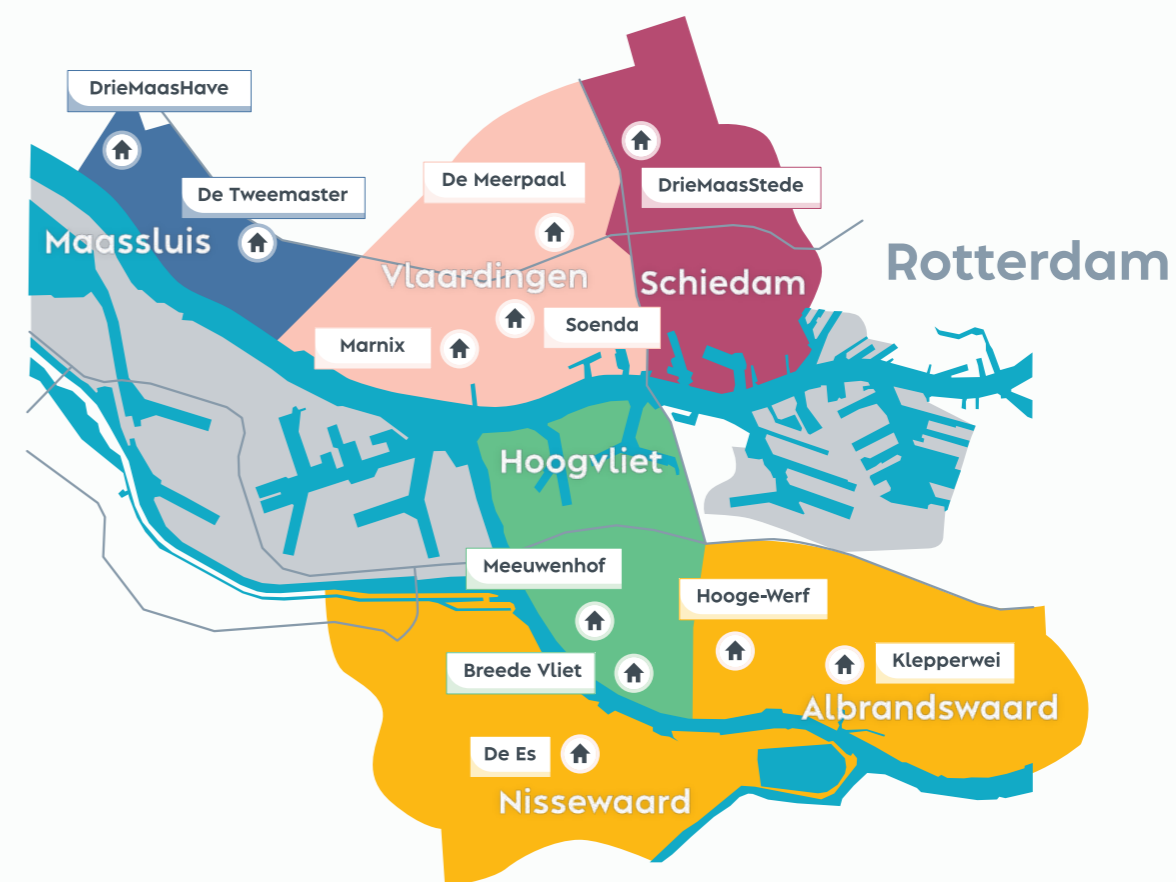 DrieMaasHave
De Tweemaster
De Meerpaal
DrieMaasStede
Maassluis
Vlaardingen
Schiedam
Rotterdam
Marnix
Soenda
Hoogvliet
Meeuwenhof
Hooge-Werf
Breede Vliet
Klepperwei
Albrandswaard
De Es
Nissewaard